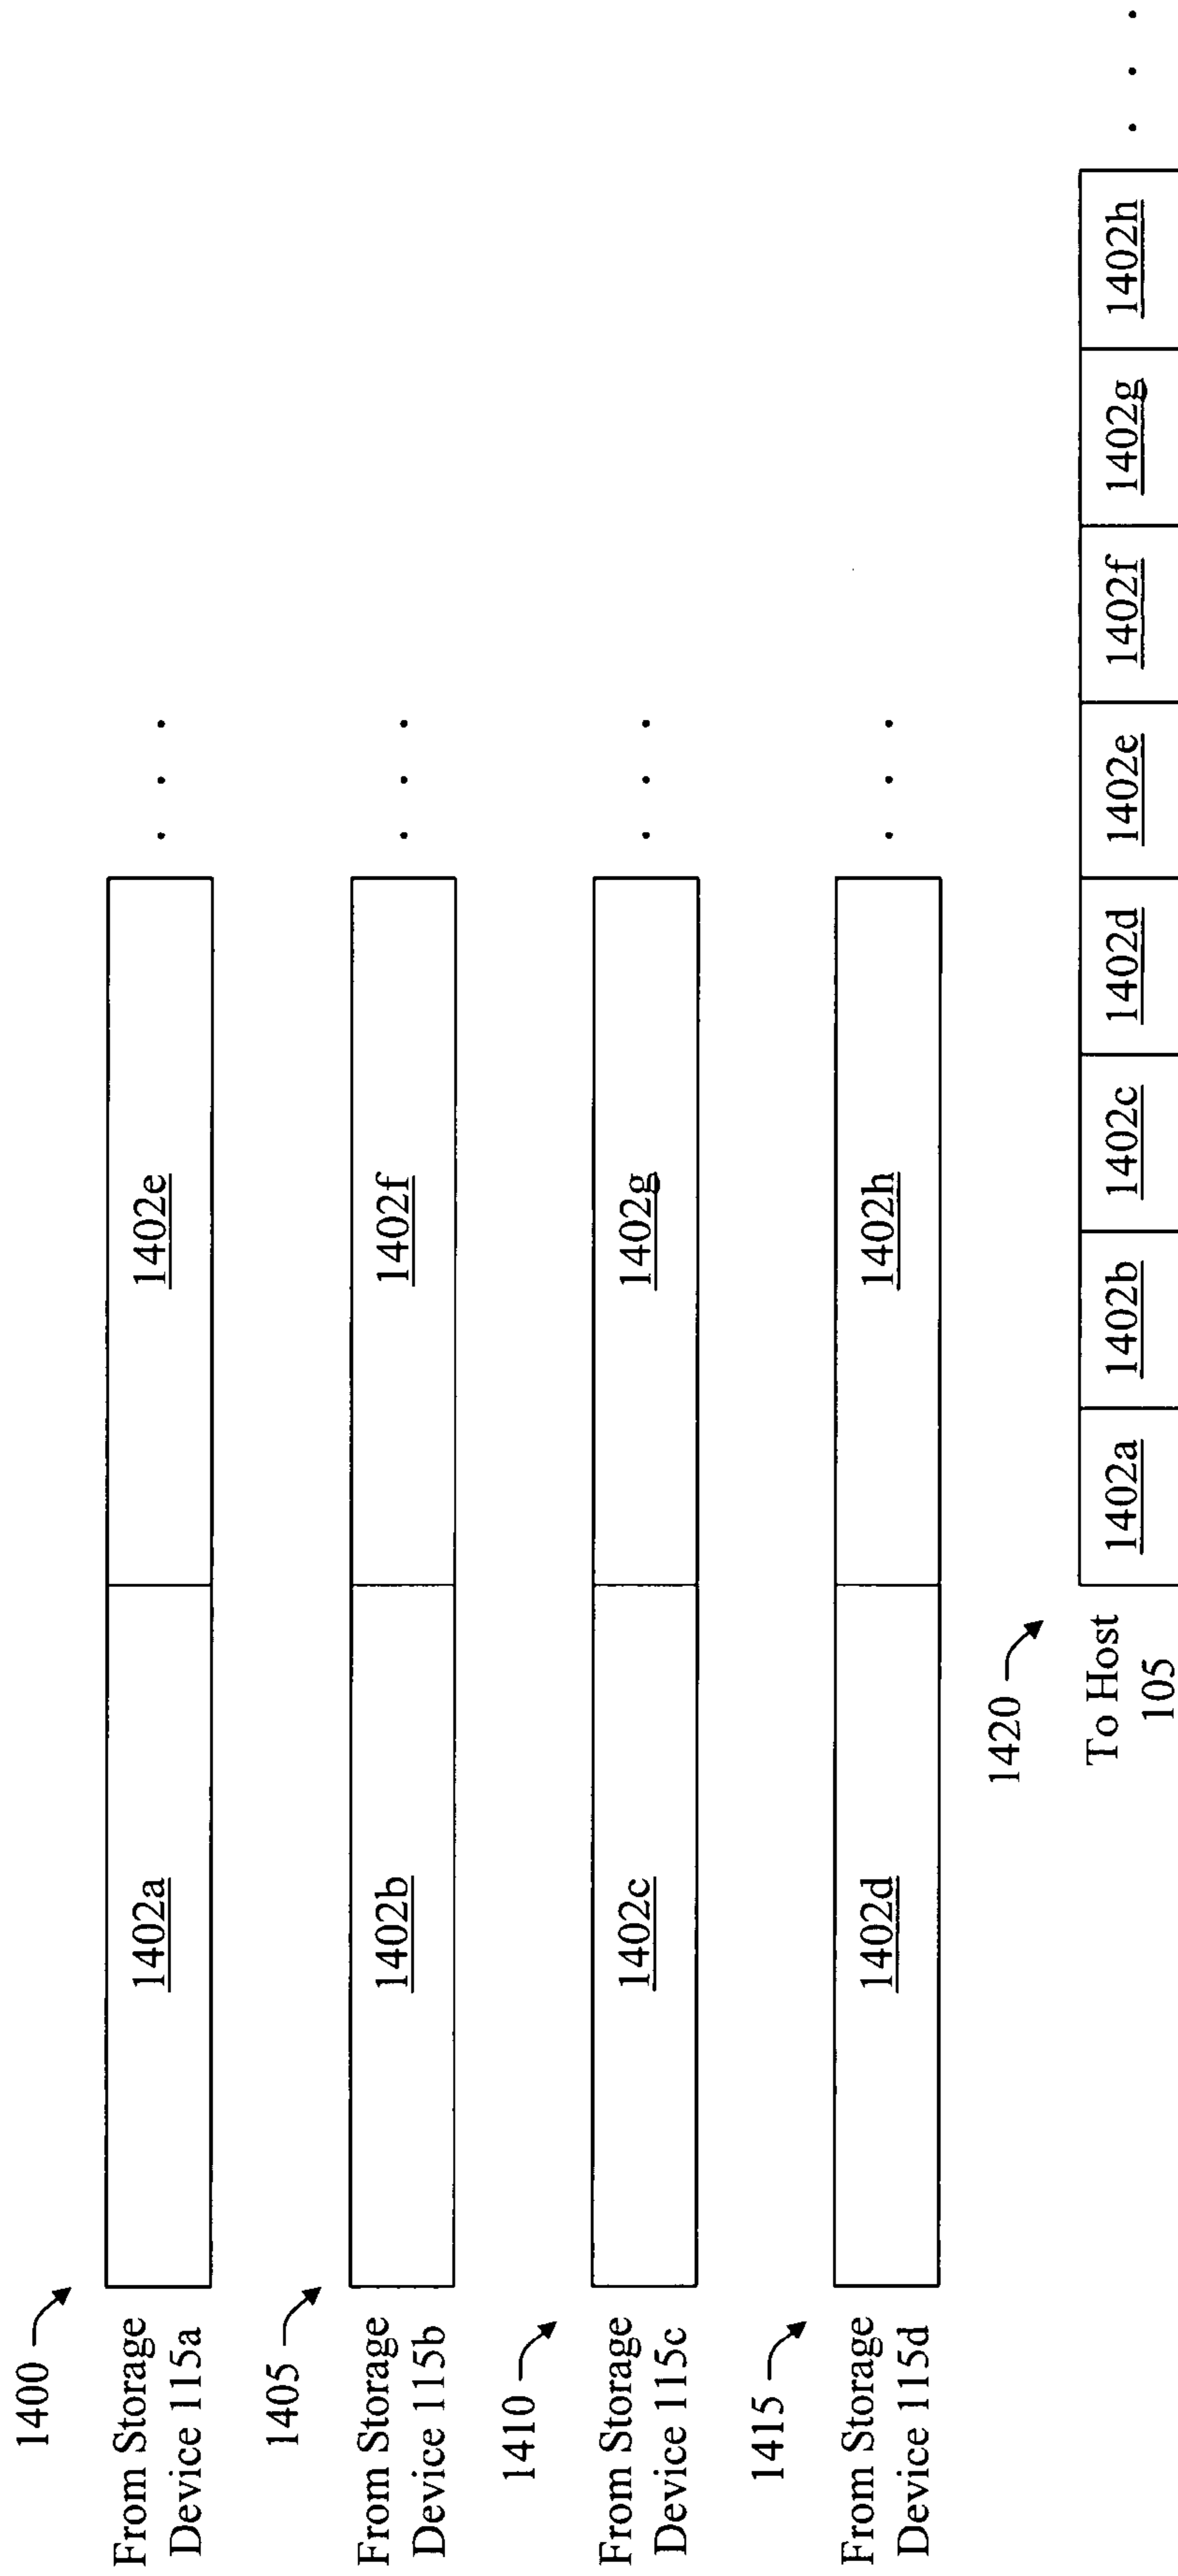 1400
From Storage
Device 115a
1402a
1402e
. . .
1405
From Storage
Device 115b
1402b
1402f
. . .
1410
From Storage
Device 115c
1402c
1402g
. . .
1415
From Storage
Device 115d
1402d
1402h
. . .
1420
To Host
105
1402a
1402b
1402c
1402d
1402e
1402f
1402g
1402h
. . .